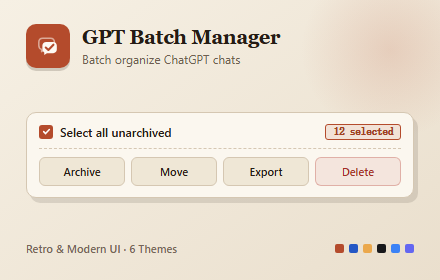 GPT Batch Manager
Batch organize ChatGPT chats
Select all unarchived
12 selected
Archive
Move
Export
Delete
Retro & Modern UI · 6 Themes